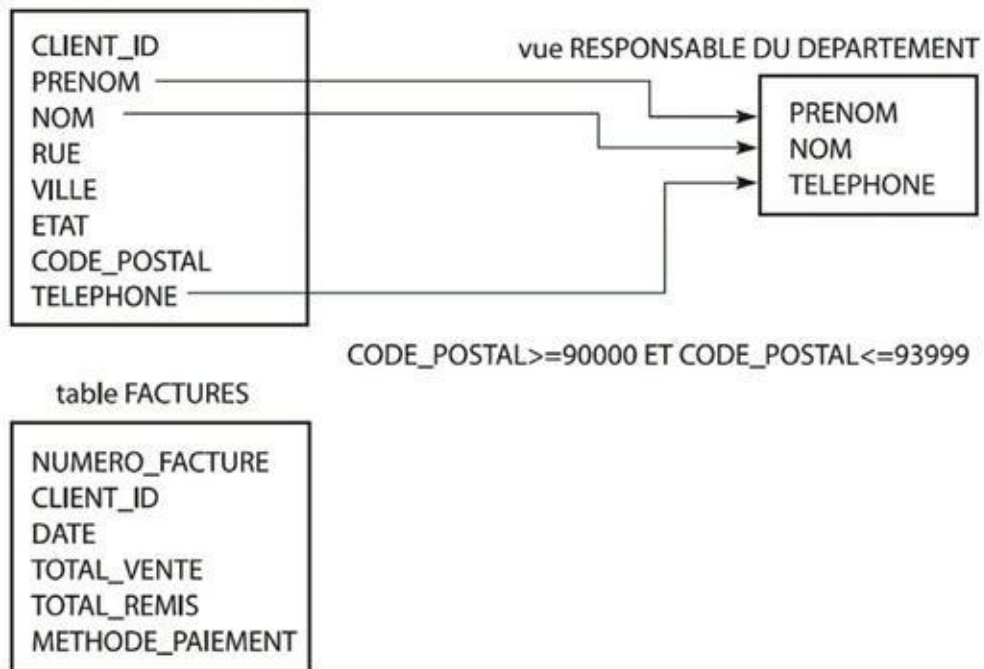 CLIENT_ID
PRENOM
NOM
RUE
VILLE
ETAT
CODE_POSTAL
TELEPHONE
vue RESPONSABLE DU DEPARTEMENT
PRENOM
NOM
TELEPHONE
CODE_POSTAL>=90000 ET CODE_POSTAL<=93999
table FACTURES
NUMERO_FACTURE
CLIENT_ID
DATE
TOTAL_VENTE
TOTAL_REMIS
METHODE_PAIEMENT